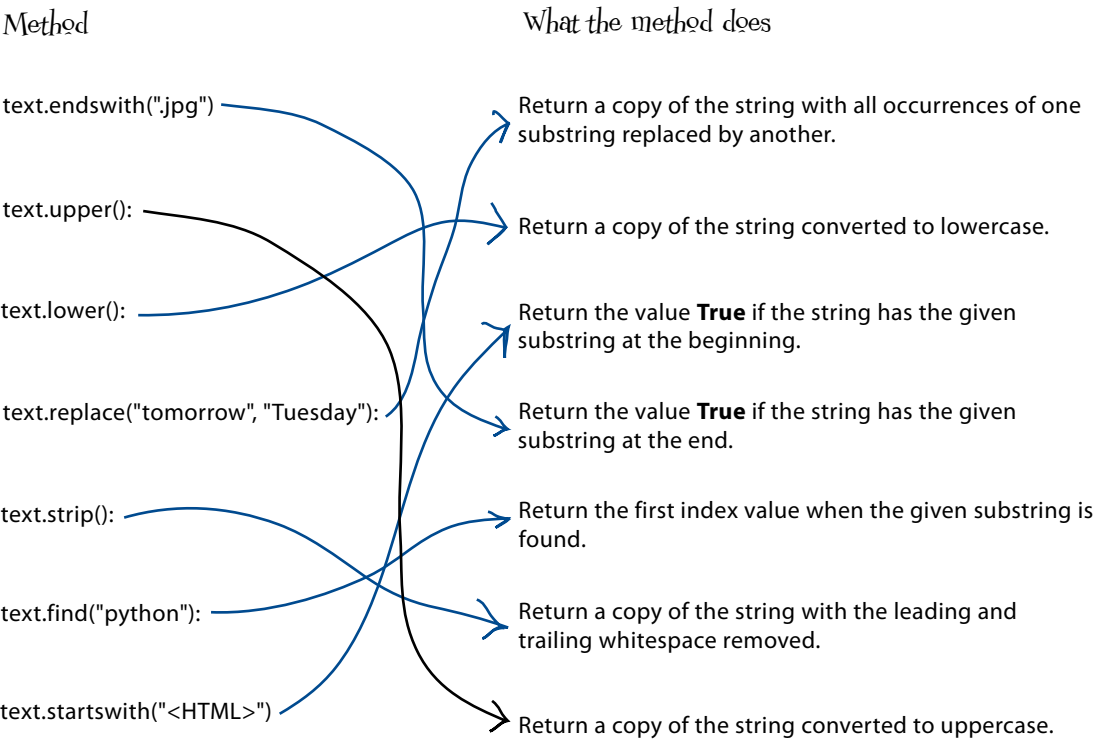 Method
What the method does
text.endswith(".jpg")
Return a copy of the string with all occurrences of one
substring replaced by another.
text.upper():
Return a copy of the string converted to lowercase.
text.lower():
Return the value True if the string has the given
substring at the beginning.
text.replace("tomorrow", "Tuesday"):
Return the value True if the string has the given
substring at the end.
text.strip():
Return the first index value when the given substring is
found.
text.find("python"):
Return a copy of the string with the leading and
trailing whitespace removed.
text.startswith("<HTML>")
Return a copy of the string converted to uppercase.